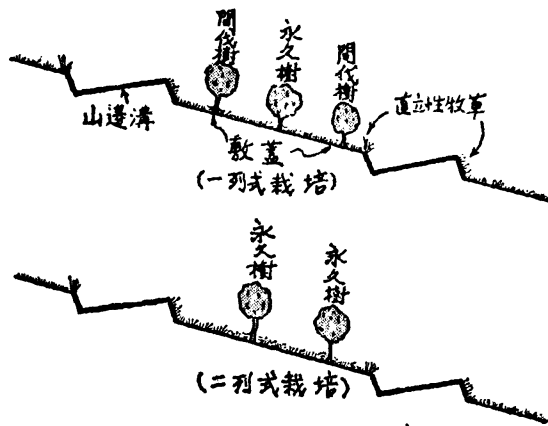 間伐樹
永久樹
間伐樹
山邊溝
直立性牧草
敷蓋
(一列式栽培)
永久樹
永久樹
(二列式栽培)